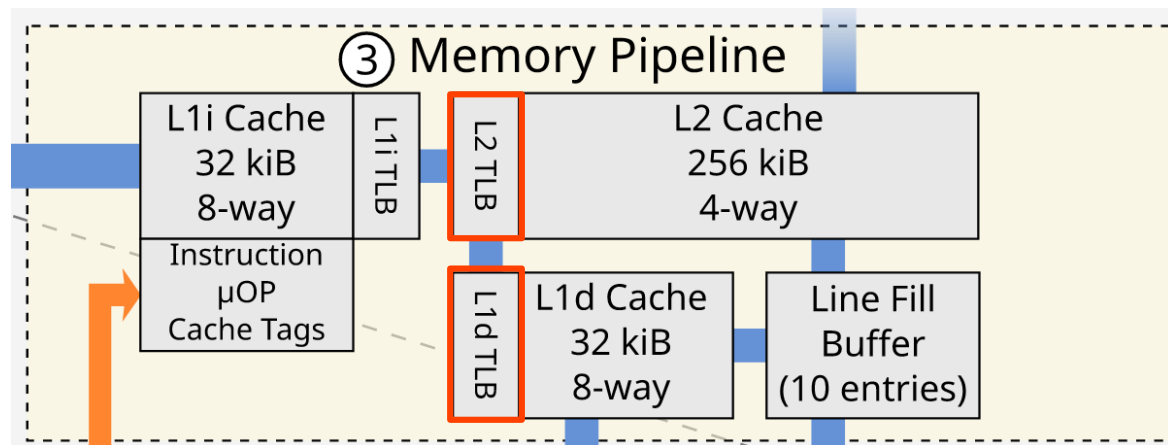 3 Memory Pipeline
L1i Cache
32 kiB
8-way
L1i TLB
L2 TLB
L2 Cache
256 kiB
4-way
Instruction
μOP
Cache Tags
L1d TLB
L1d Cache
32 kiB
8-way
Line Fill
Buffer
(10 entries)